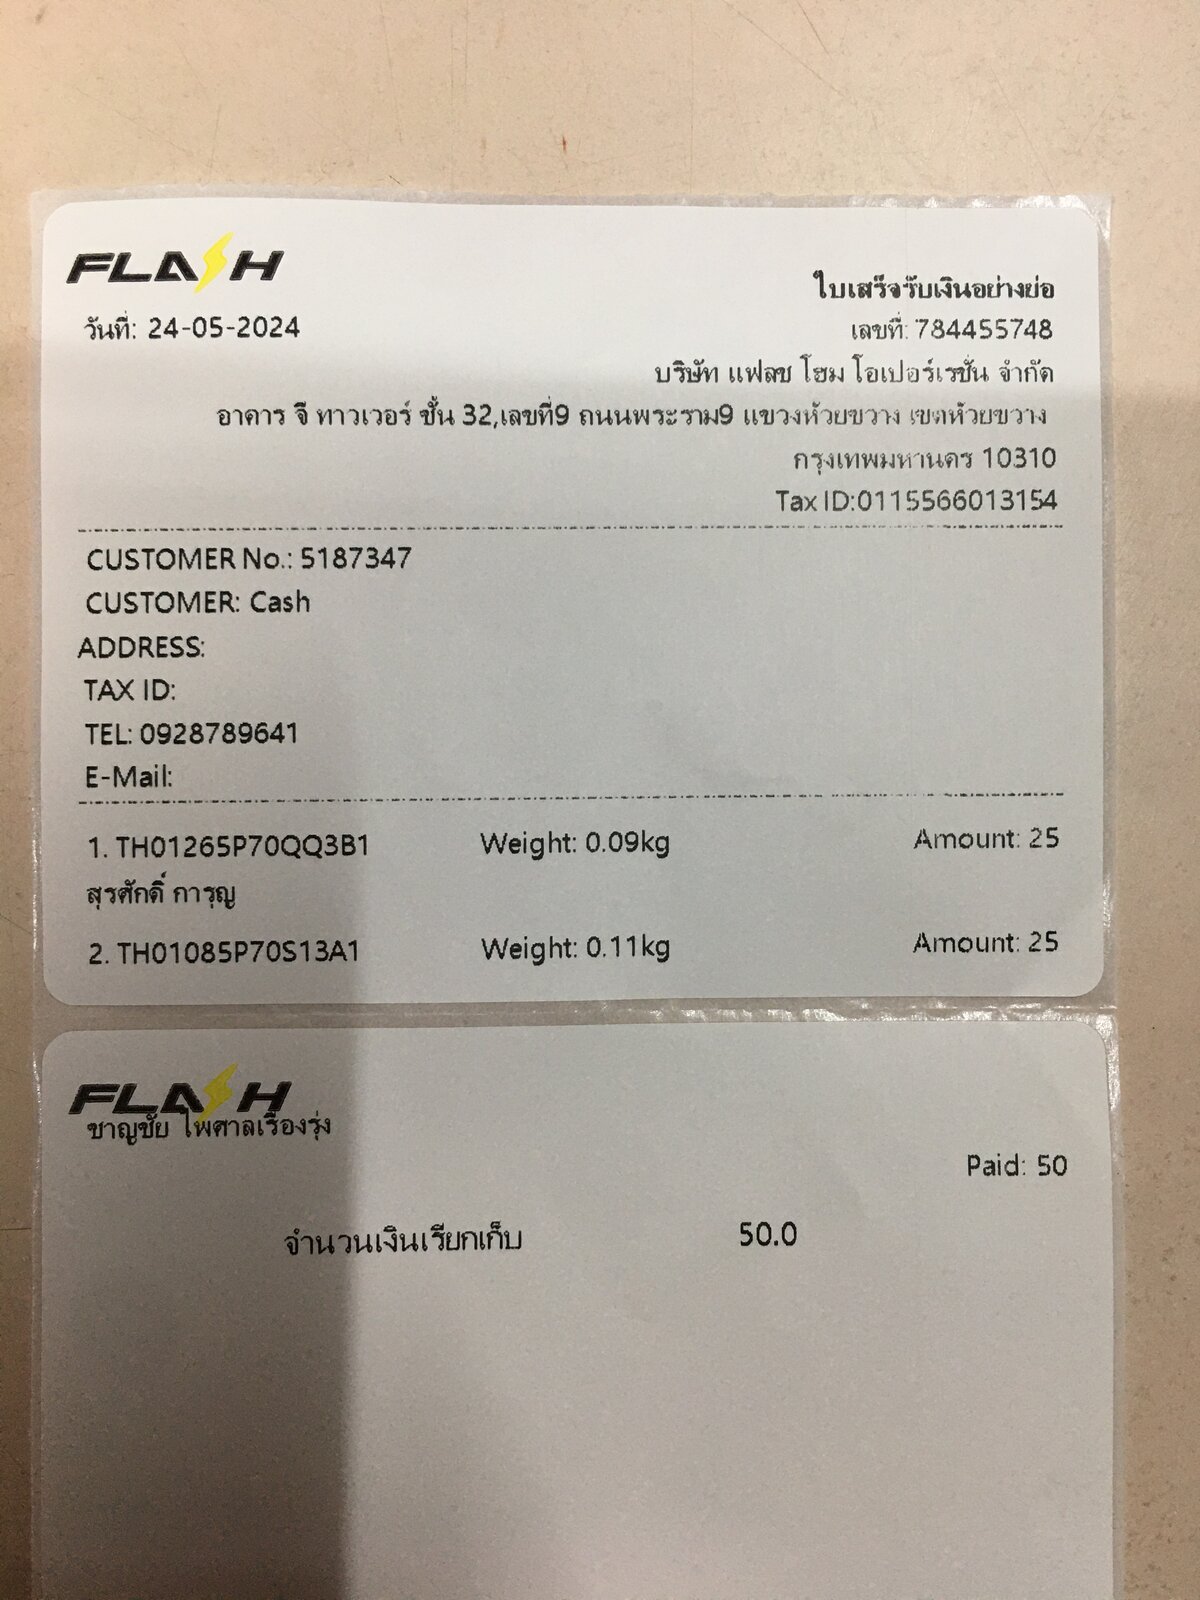 FLASH
ใบเสร็จรับเงินอย่างย่อ
วันที่: 24-05-2024
เลขที่: 784455748
บริษัท แฟลช โฮม โอเปอร์เรชั่น จำกัด
อาคาร จี ทาวเวอร์ ชั้น 32,เลขที่9 ถนนพระราม9 แขวงห้วยขวาง เขตห้วยขวาง
กรุงเทพมหานคร 10310
Tax ID:0115566013154
CUSTOMER No.: 5187347
CUSTOMER: Cash
ADDRESS:
TAX ID:
TEL: 0928789641
E-Mail:
1. TH01265P70QQ3B1 Weight: 0.09kg Amount: 25
สุรศักดิ์ การุญ
2. TH01085P70S13A1 Weight: 0.11kg Amount: 25
FLASH
ชาญชัย ไพศาลเรืองรุ่ง
Paid: 50
จำนวนเงินเรียกเก็บ 50.0